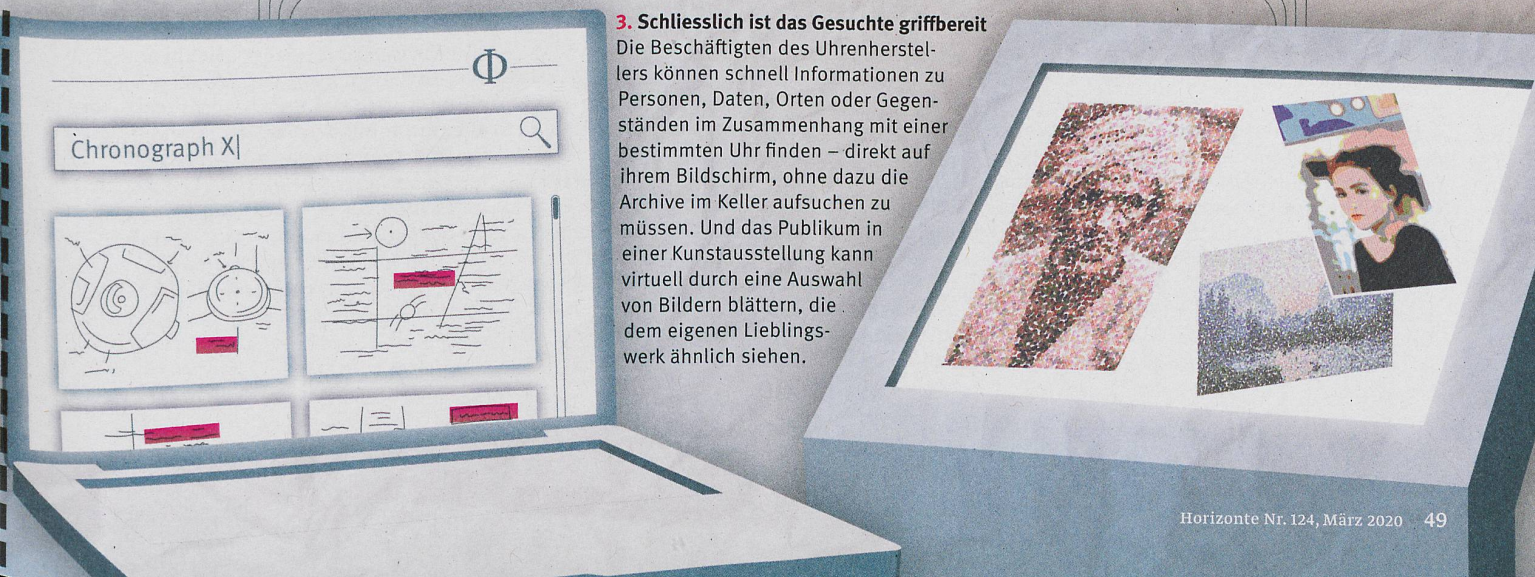 Φ
Chronograph X
3. Schliesslich ist das Gesuchte griffbereit
Die Beschäftigten des Uhrenherstel-
lers können schnell Informationen zu
Personen, Daten, Orten oder Gegen-
ständen im Zusammenhang mit einer
bestimmten Uhr finden – direkt auf
ihrem Bildschirm, ohne dazu die
Archive im Keller aufsuchen zu
müssen. Und das Publikum in
einer Kunstausstellung kann
virtuell durch eine Auswahl
von Bildern blättern, die
dem eigenen Lieblings-
werk ähnlich siehen.
Horizonte Nr. 124, März 2020 49